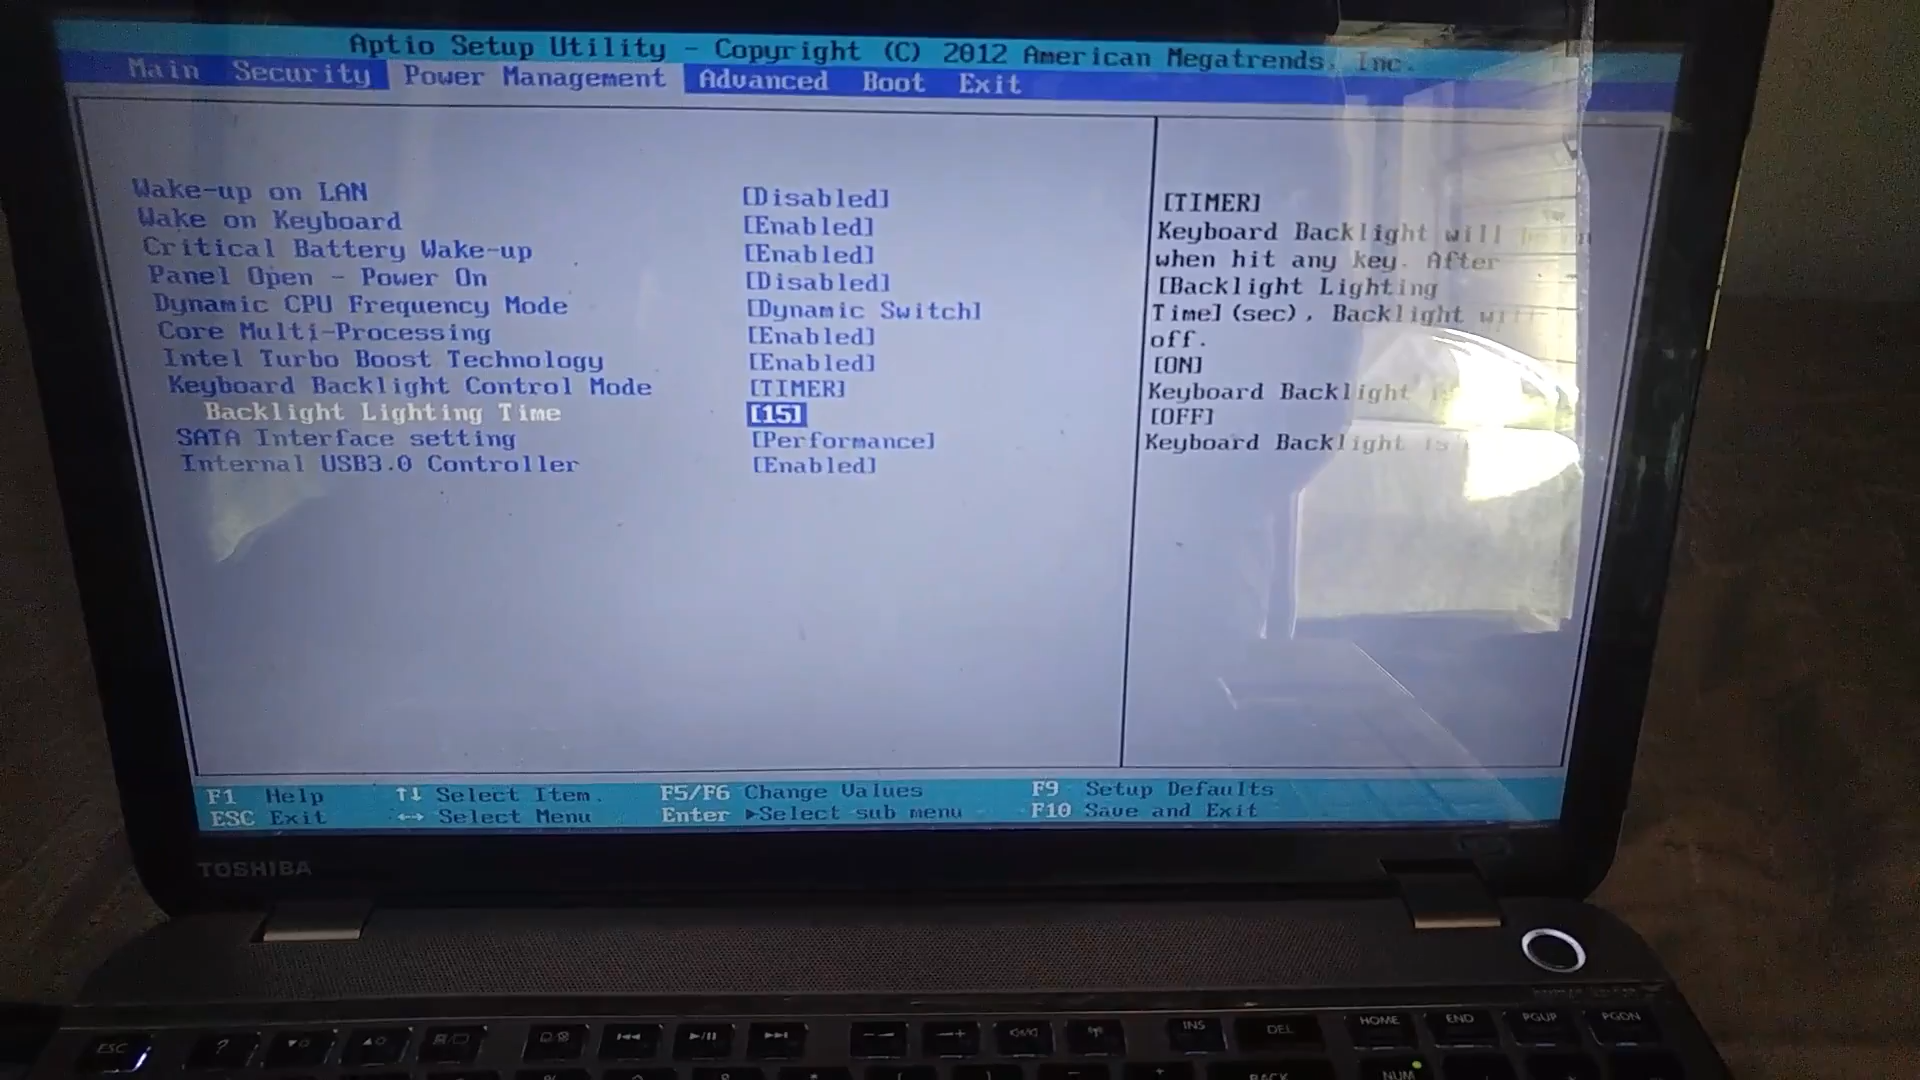 Aptio Setup Utility - Copyright (C) 2012 American Megatrends, Inc.
Main Security Power Management Advanced Boot Exit
Wake-up on LAN [Disabled]
Wake on Keyboard [Enabled]
Critical Battery Wake-up [Enabled]
Panel Open - Power On [Disabled]
Dynamic CPU Frequency Mode [Dynamic Switch]
Core Multi-Processing [Enabled]
Intel Turbo Boost Technology [Enabled]
Keyboard Backlight Control Mode [TIMER]
Backlight Lighting Time [15]
SATA Interface setting [Performance]
Internal USB3.0 Controller [Enabled]
[TIMER]
Keyboard Backlight will
when hit any key. After
[Backlight Lighting
Time](sec), Backlight will
off.
[ON]
Keyboard Backlight
[OFF]
Keyboard Backlight is
F1 Help ↑↓ Select Item. F5/F6 Change Values F9 Setup Defaults
ESC Exit ←→ Select Menu Enter ▶Select sub menu F10 Save and Exit
TOSHIBA
ESC ? INS DEL HOME END PGUP PGDN
BACK NUM